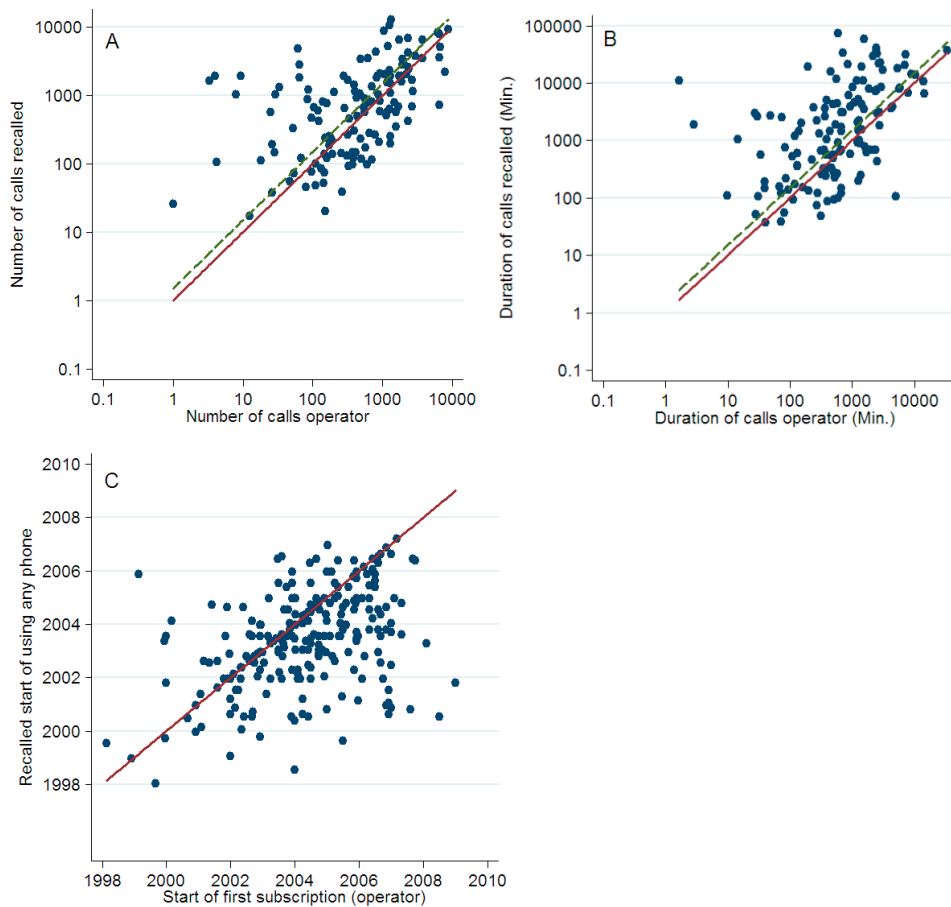 A
Number of calls recalled
10000
1000
100
10
1
0.1
0.1 1 10 100 1000 10000
Number of calls operator
B
Duration of calls recalled (Min.)
100000
10000
1000
100
10
1
0.1
0.1 1 10 100 1000 10000
Duration of calls operator (Min.)
C
Recalled start of using any phone
2010
2008
2006
2004
2002
2000
1998
1998 2000 2002 2004 2006 2008 2010
Start of first subscription (operator)